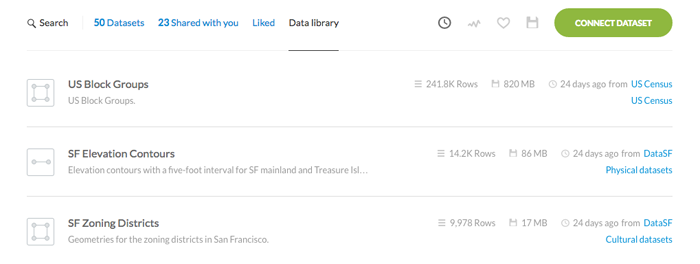 Search 50 Datasets 23 Shared with you Liked Data library CONNECT DATASET
US Block Groups 241.8K Rows 820 MB 24 days ago from US Census
US Block Groups. US Census
SF Elevation Contours 14.2K Rows 86 MB 24 days ago from DataSF
Elevation contours with a five-foot interval for SF mainland and Treasure Isl... Physical datasets
SF Zoning Districts 9,978 Rows 17 MB 24 days ago from DataSF
Geometries for the zoning districts in San Francisco. Cultural datasets